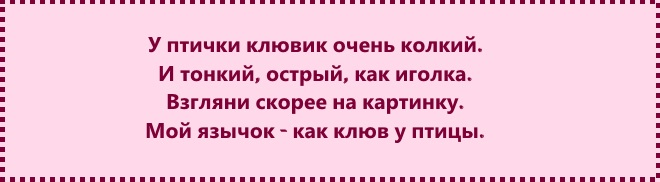 У птички клювик очень колкий.
И тонкий, острый, как иголка.
Взгляни скорее на картинку.
Мой язычок - как клюв у птицы.